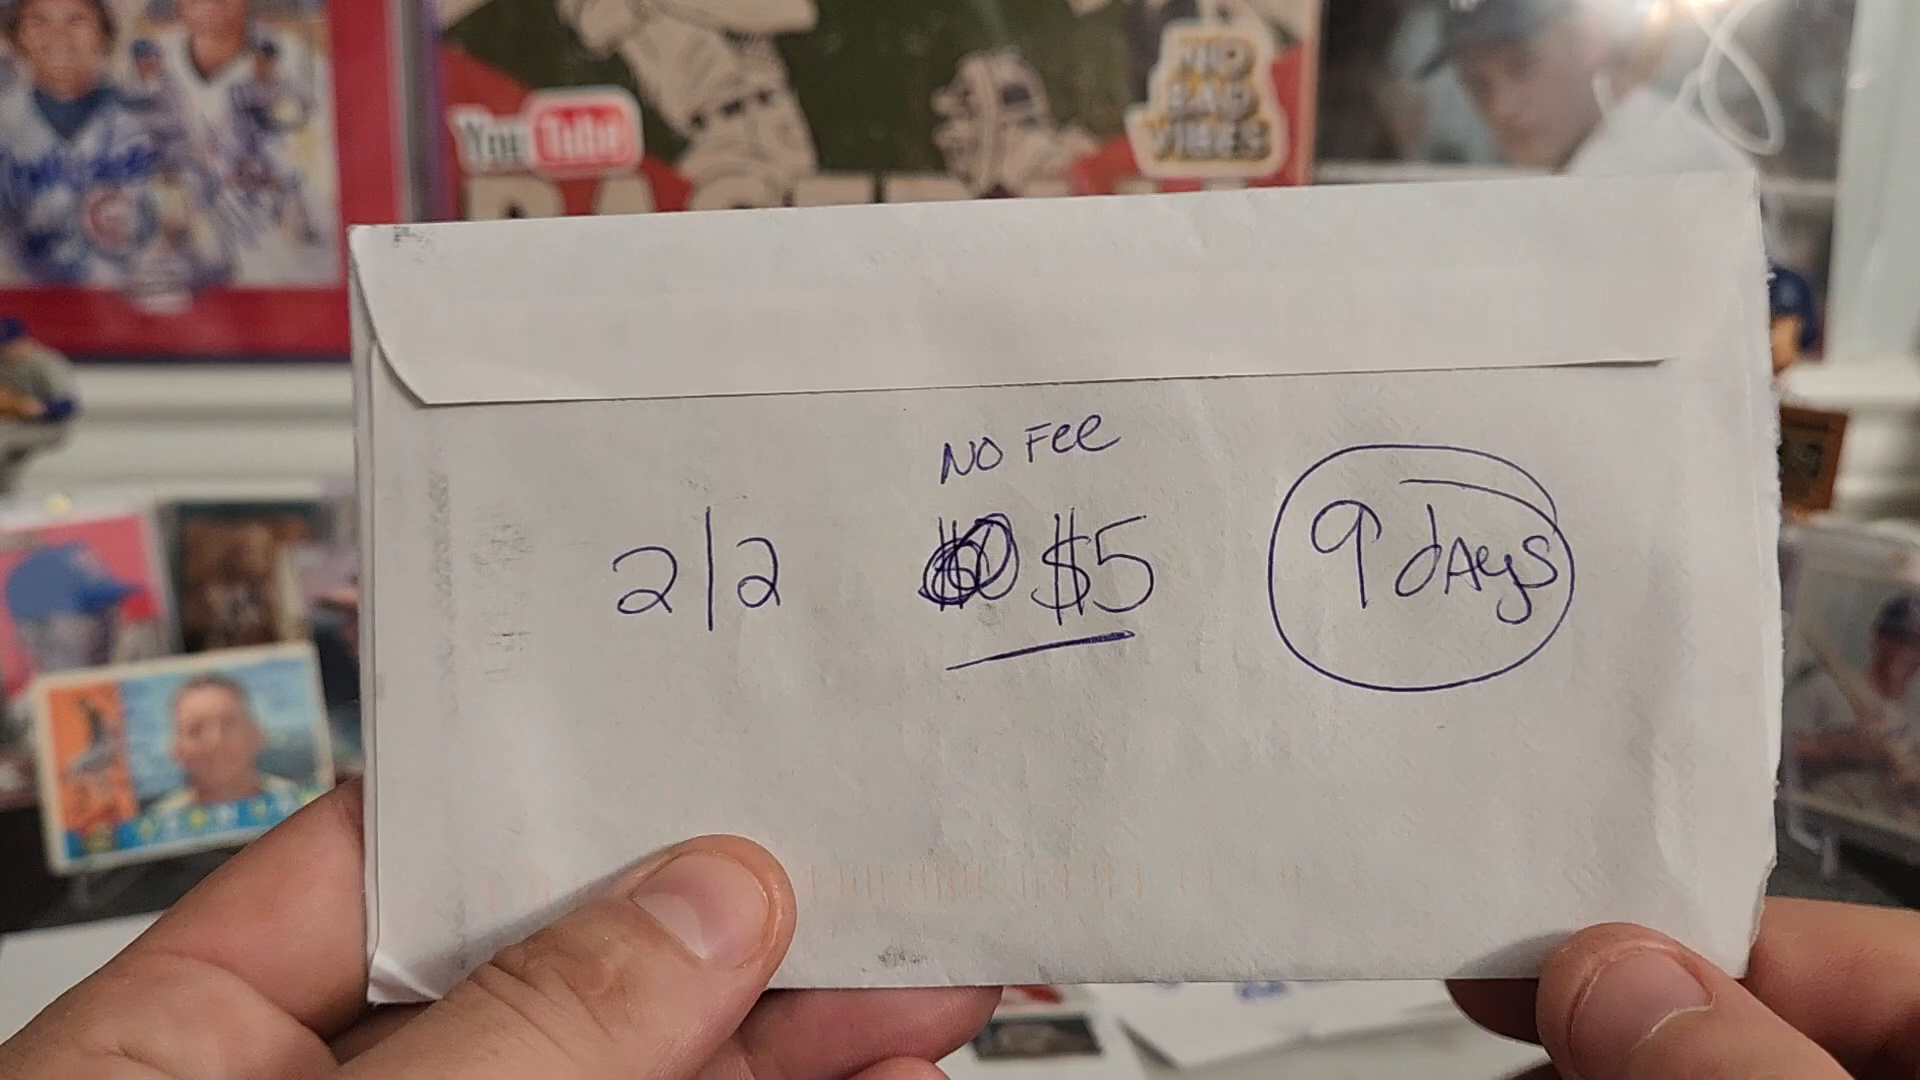 YouTube
NO
BAD
VIBES
NO Fee
2/2 $5 9 days